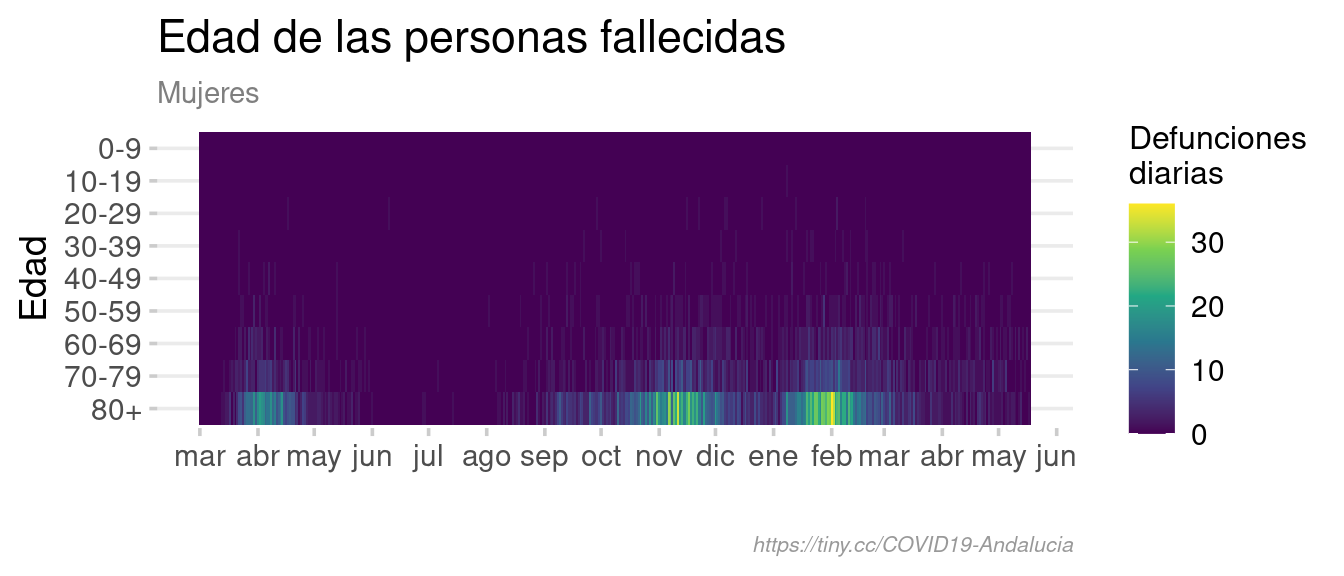 Edad de las personas fallecidas
Mujeres
Defunciones
diarias
30
20
10
0
Edad
0-9
10-19
20-29
30-39
40-49
50-59
60-69
70-79
80+
mar abr may jun jul ago sep oct nov dic ene feb mar abr may jun
https://tiny.cc/COVID19-Andalucia